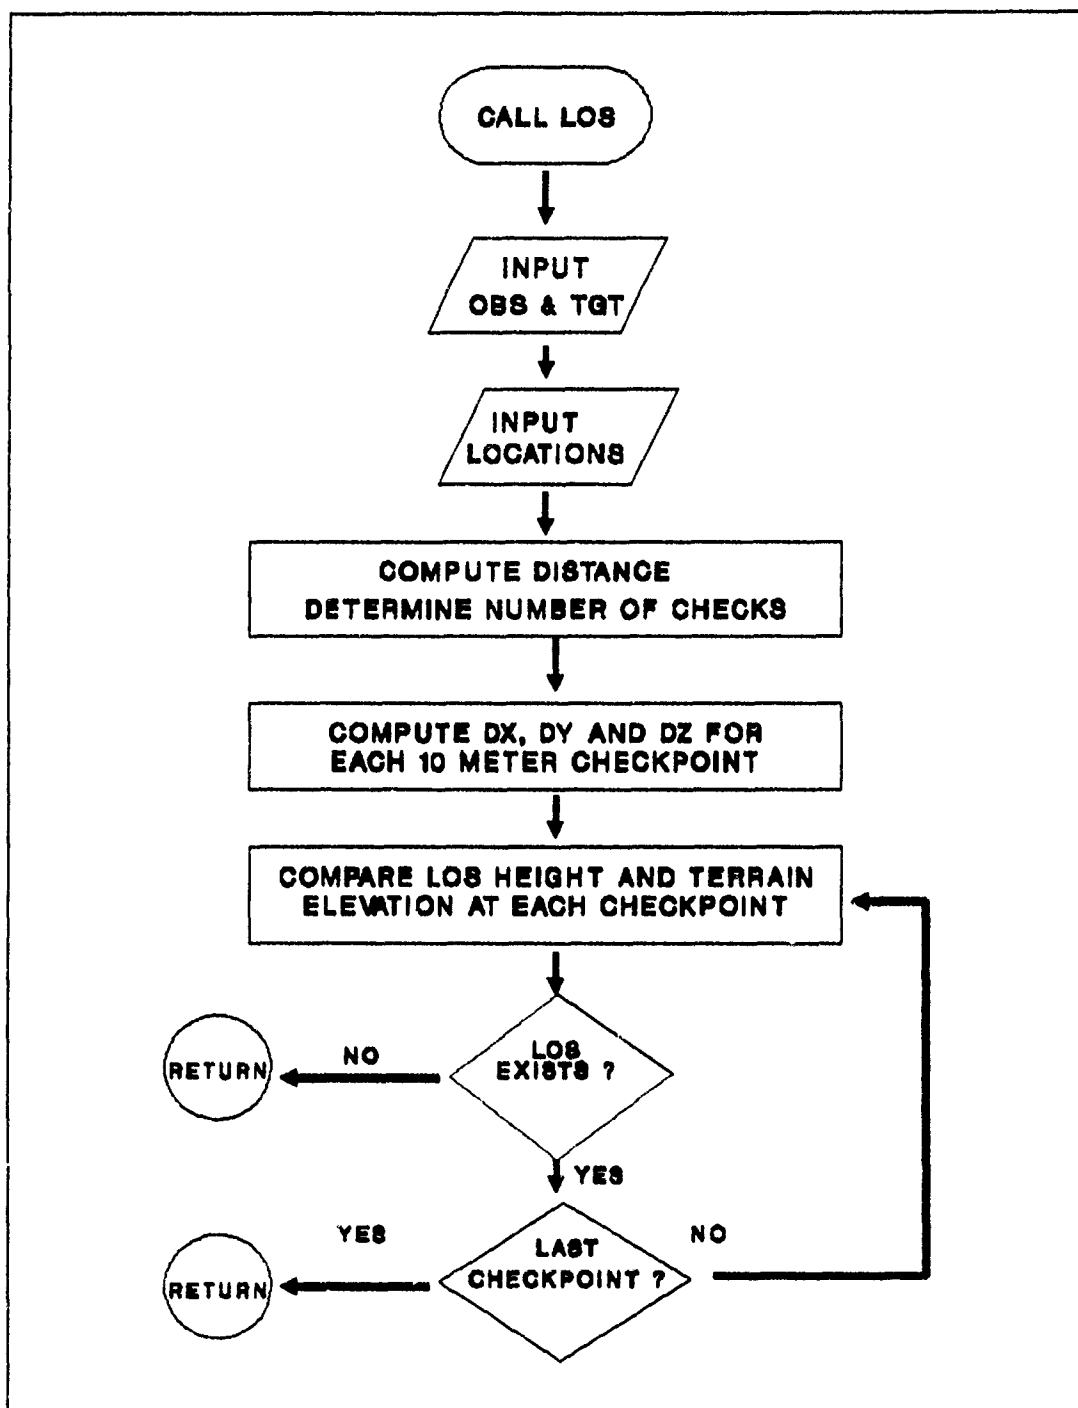 CALL LOS
INPUT
OBS & TGT
INPUT
LOCATIONS
COMPUTE DISTANCE
DETERMINE NUMBER OF CHECKS
COMPUTE DX, DY AND DZ FOR
EACH 10 METER CHECKPOINT
COMPARE LOS HEIGHT AND TERRAIN
ELEVATION AT EACH CHECKPOINT
LOS
EXISTS ?
NO
RETURN
YES
LAST
CHECKPOINT ?
YES
NO
RETURN